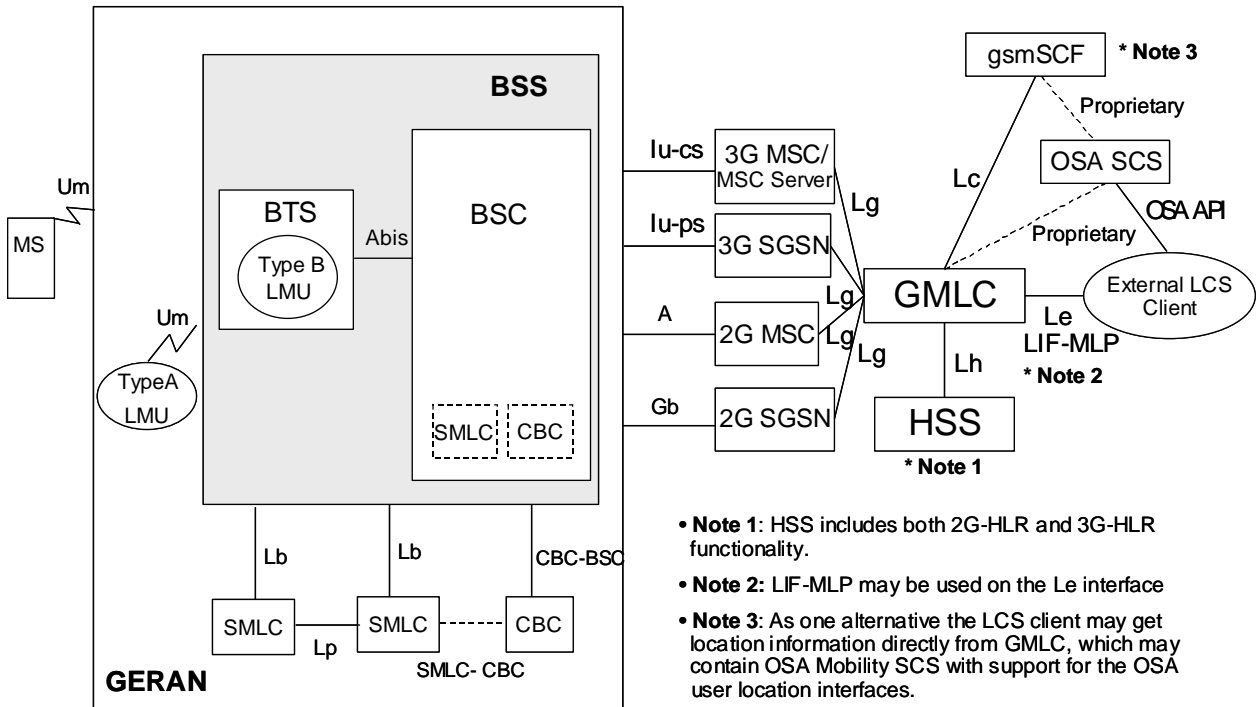 gsmSCF
* Note 3
BSS
Proprietary
Iu-cs
3G MSC/
MSC Server
OSA SCS
Um
Lc
Lg
MS
BTS
BSC
OSA API
Abis
Iu-ps
3G SGSN
Proprietary
Type B
LMU
GMLC
External LCS
Client
Um
Lg
A
2G MSC
Lg
Lg
Le
LIF-MLP
TypeA
LMU
Lh
* Note 2
Gb
2G SGSN
SMLC
CBC
HSS
* Note 1
• Note 1: HSS includes both 2G-HLR and 3G-HLR
functionality.
Lb
Lb
CBC-BSC
• Note 2: LIF-MLP may be used on the Le interface
SMLC
SMLC
CBC
• Note 3: As one alternative the LCS client may get
location information directly from GMLC, which may
contain OSA Mobility SCS with support for the OSA
user location interfaces.
Lp
SMLC- CBC
GERAN